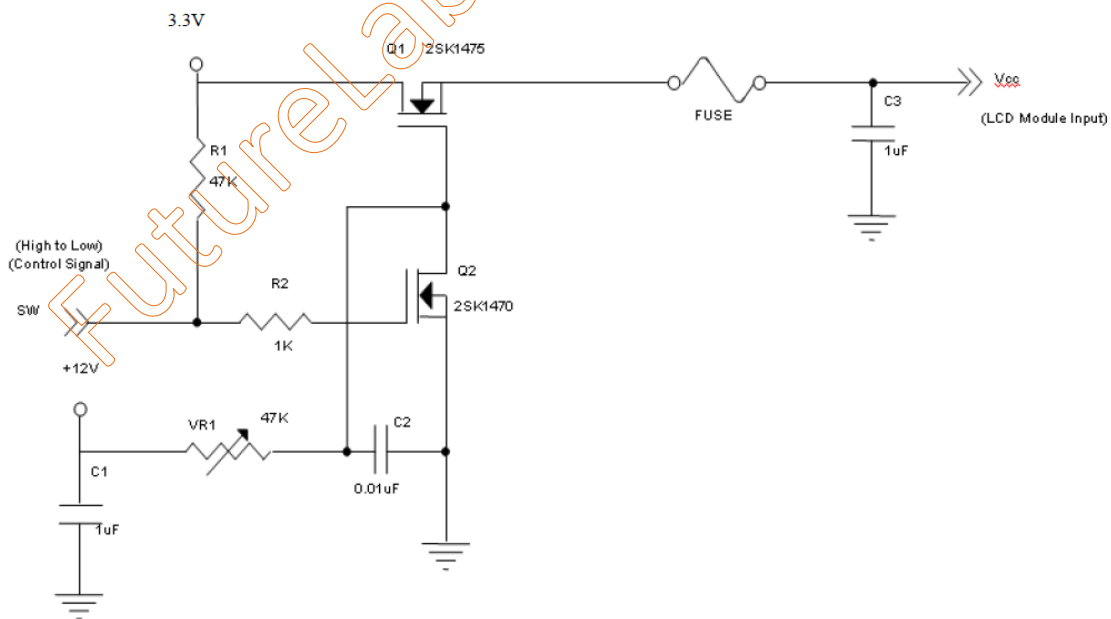 3.3V
Q1 2SK1475
FUSE
C3
1uF
Vcc
(LCD Module Input)
R1
47K
(High to Low)
(Control Signal)
SW
R2
1K
Q2
2SK1470
+12V
VR1
47K
C2
0.01uF
C1
1uF
FutureLab